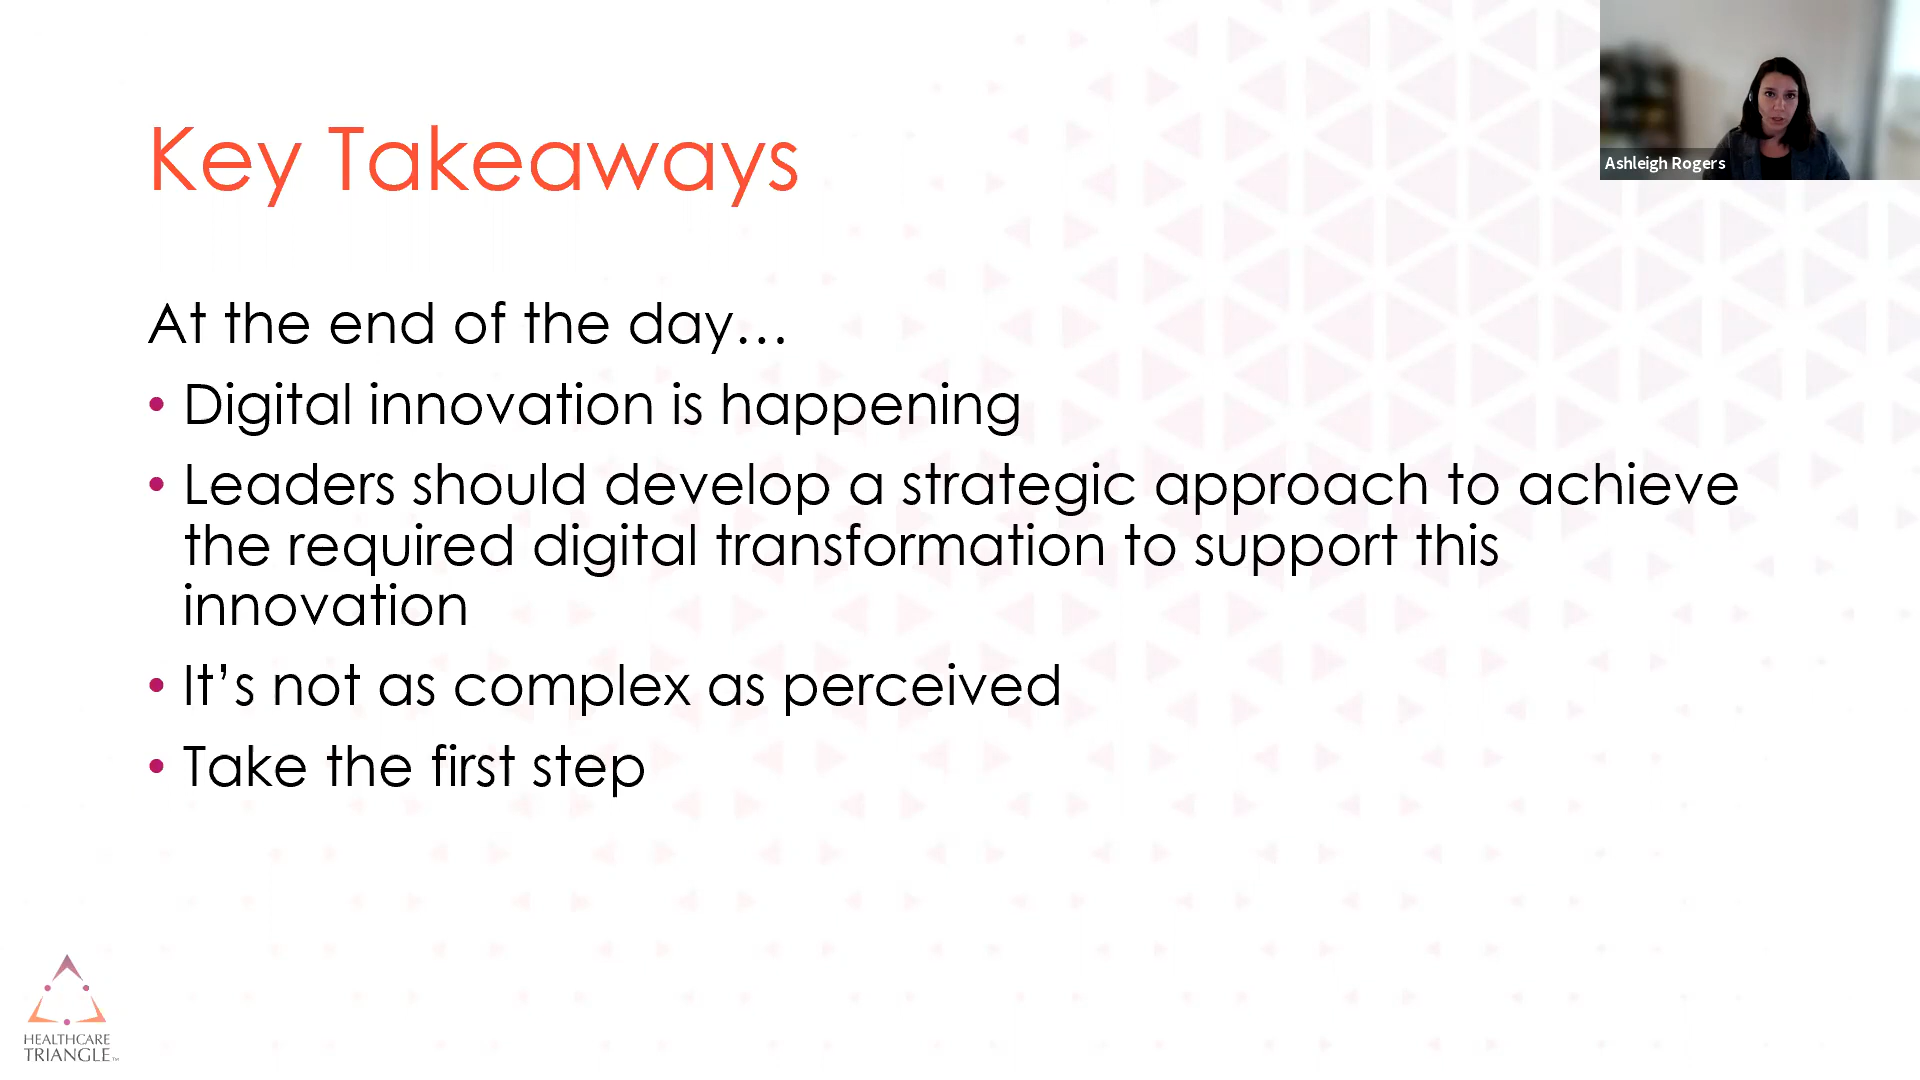 Key Takeaways
Ashleigh Rogers
At the end of the day…
• Digital innovation is happening
• Leaders should develop a strategic approach to achieve
the required digital transformation to support this
innovation
• It’s not as complex as perceived
• Take the first step
HEALTHCARE
TRIANGLE™